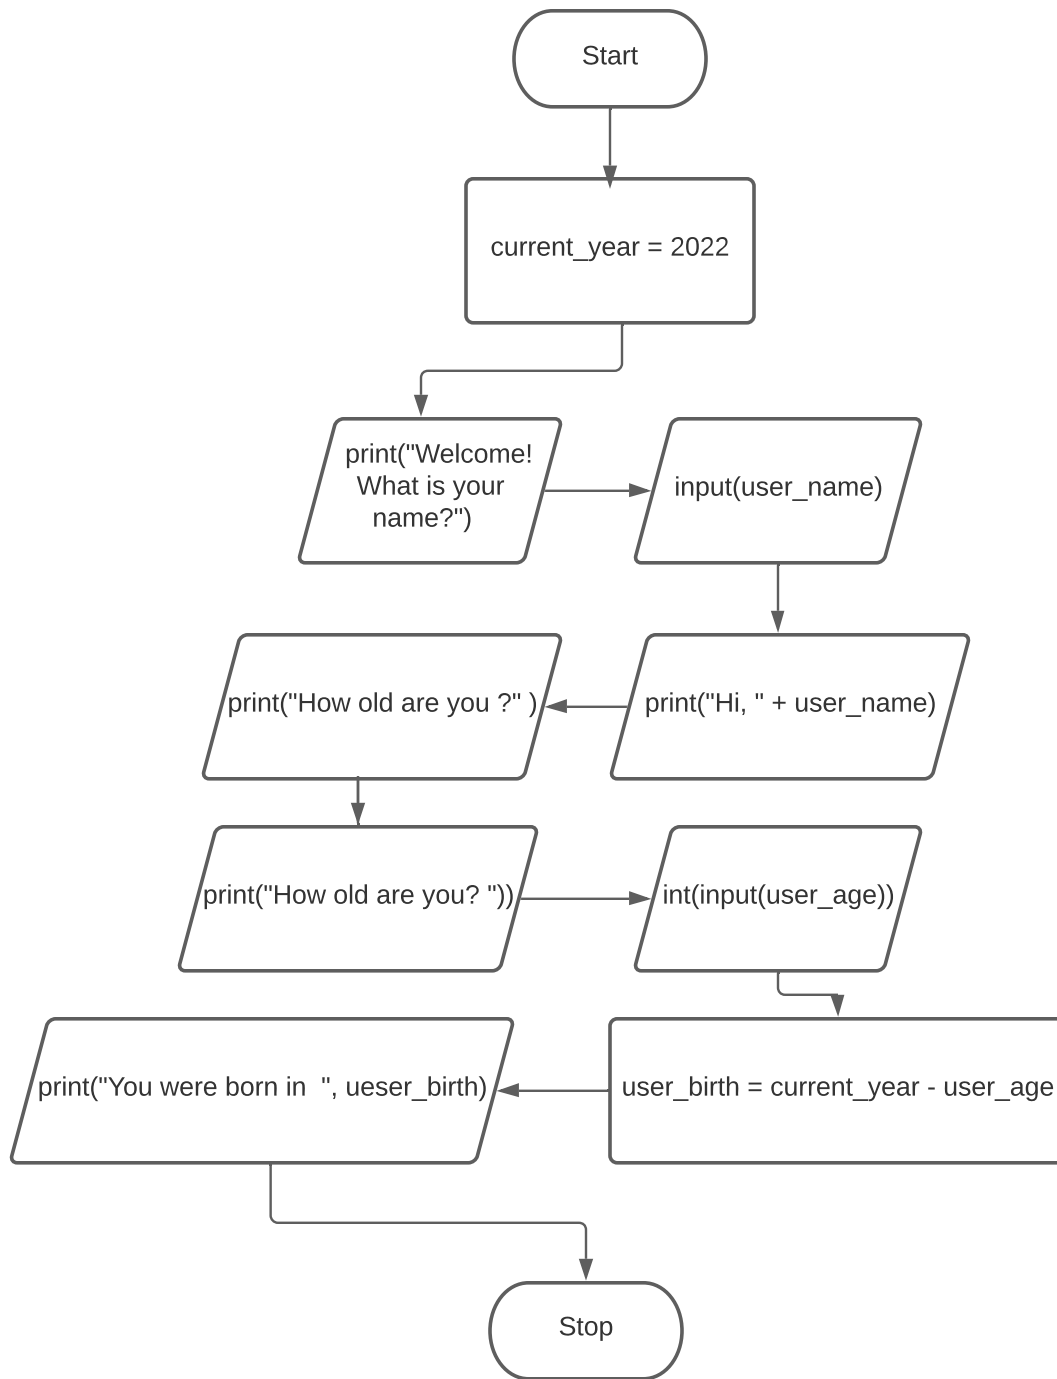 Start
current_year = 2022
print("Welcome!
What is your
name?")
input(user_name)
print("Hi, " + user_name)
print("How old are you ?" )
print("How old are you? "))
int(input(user_age))
user_birth = current_year - user_age
print("You were born in  ", ueser_birth)
Stop